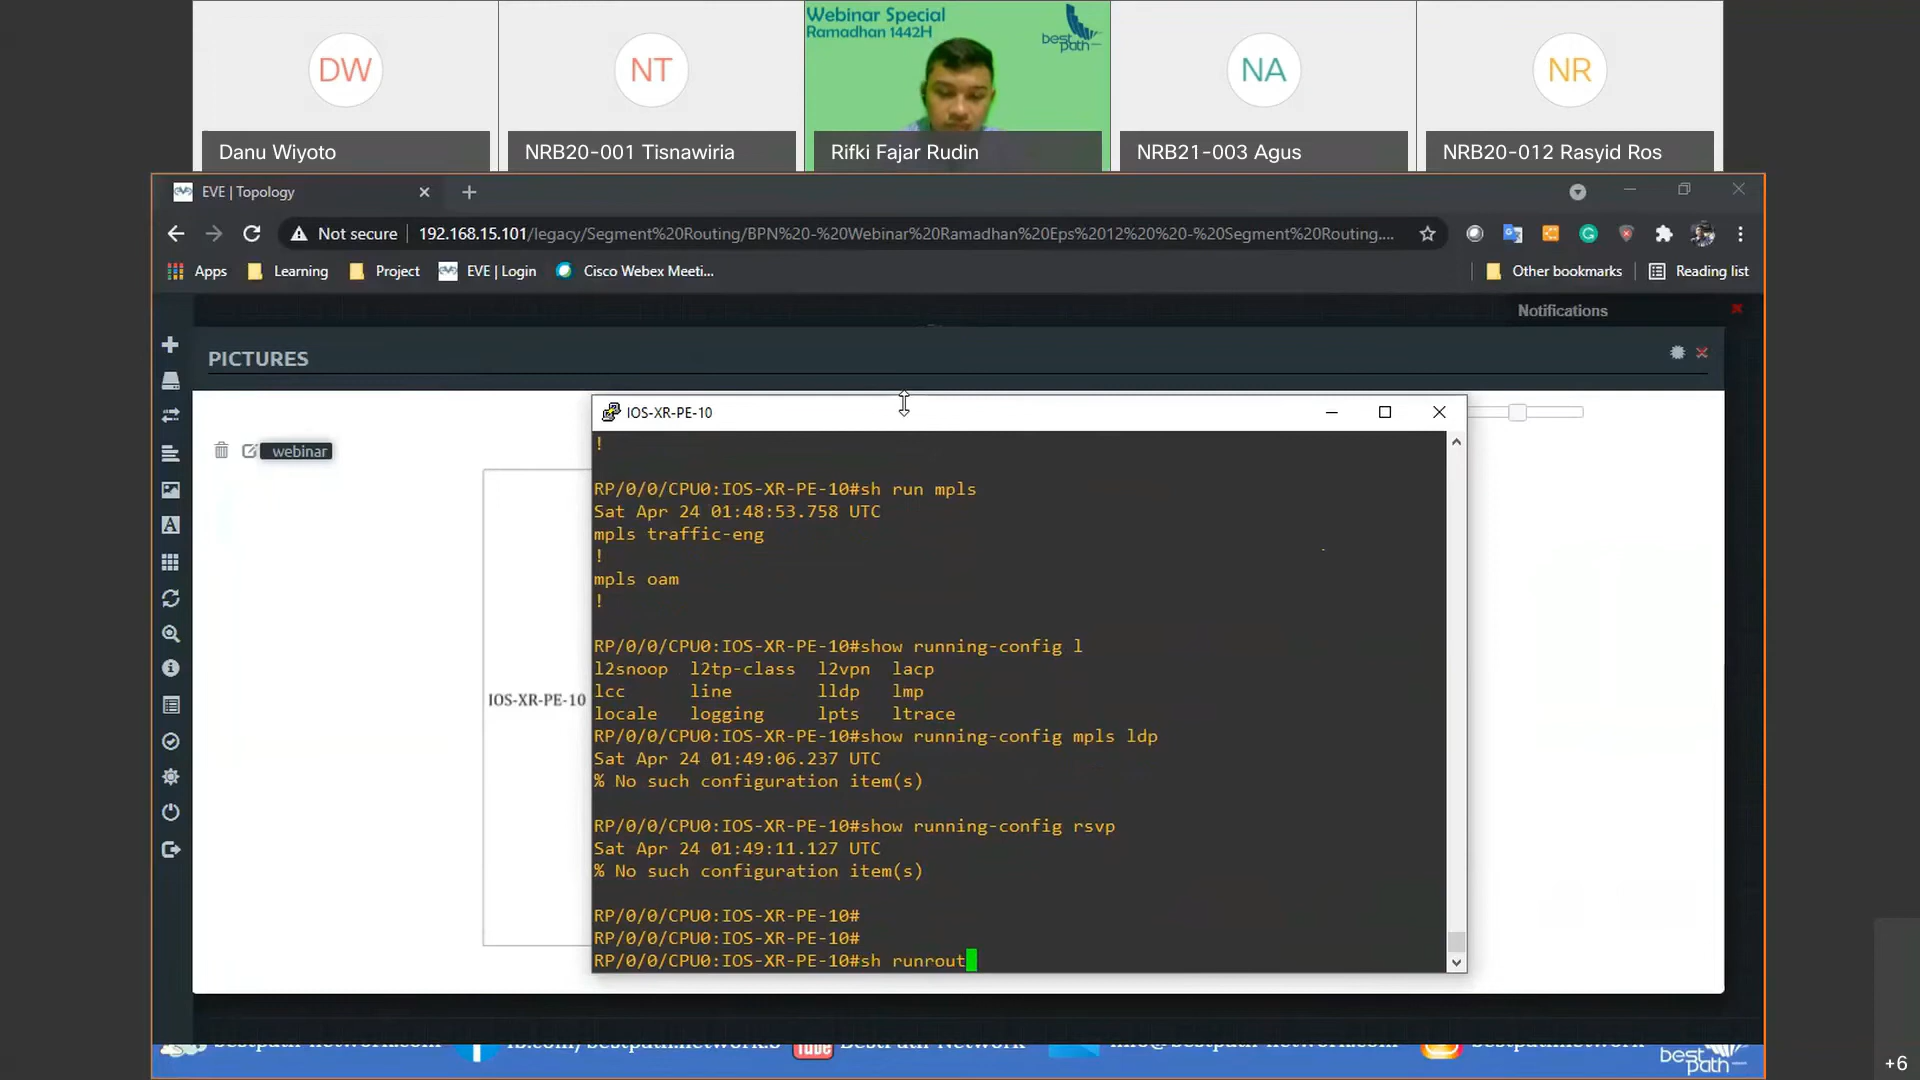 DW
NT
Webinar Special
Ramadhan 1442H
best
path
NA
NR
Danu Wiyoto
NRB20-001 Tisnawiria
Rifki Fajar Rudin
NRB21-003 Agus
NRB20-012 Rasyid Ros
EVE | Topology
Not secure
192.168.15.101/legacy/Segment%20Routing/BPN%20-%20Webinar%20Ramadhan%20Eps%2012%20%20-%20Segment%20Routing....
Apps
Learning
Project
EVE | Login
Cisco Webex Meeti...
Other bookmarks
Reading list
Notifications
PICTURES
webinar
IOS-XR-PE-10
IOS-XR-PE-10
!
RP/0/0/CPU0:IOS-XR-PE-10#sh run mpls
Sat Apr 24 01:48:53.758 UTC
mpls traffic-eng
!
mpls oam
!
RP/0/0/CPU0:IOS-XR-PE-10#show running-config l
l2snoop l2tp-class l2vpn lacp
lcc line lldp lmp
locale logging lpts ltrace
RP/0/0/CPU0:IOS-XR-PE-10#show running-config mpls ldp
Sat Apr 24 01:49:06.237 UTC
% No such configuration item(s)
RP/0/0/CPU0:IOS-XR-PE-10#show running-config rsvp
Sat Apr 24 01:49:11.127 UTC
% No such configuration item(s)
RP/0/0/CPU0:IOS-XR-PE-10#
RP/0/0/CPU0:IOS-XR-PE-10#
RP/0/0/CPU0:IOS-XR-PE-10#sh runrout
Tube
best
path
+6